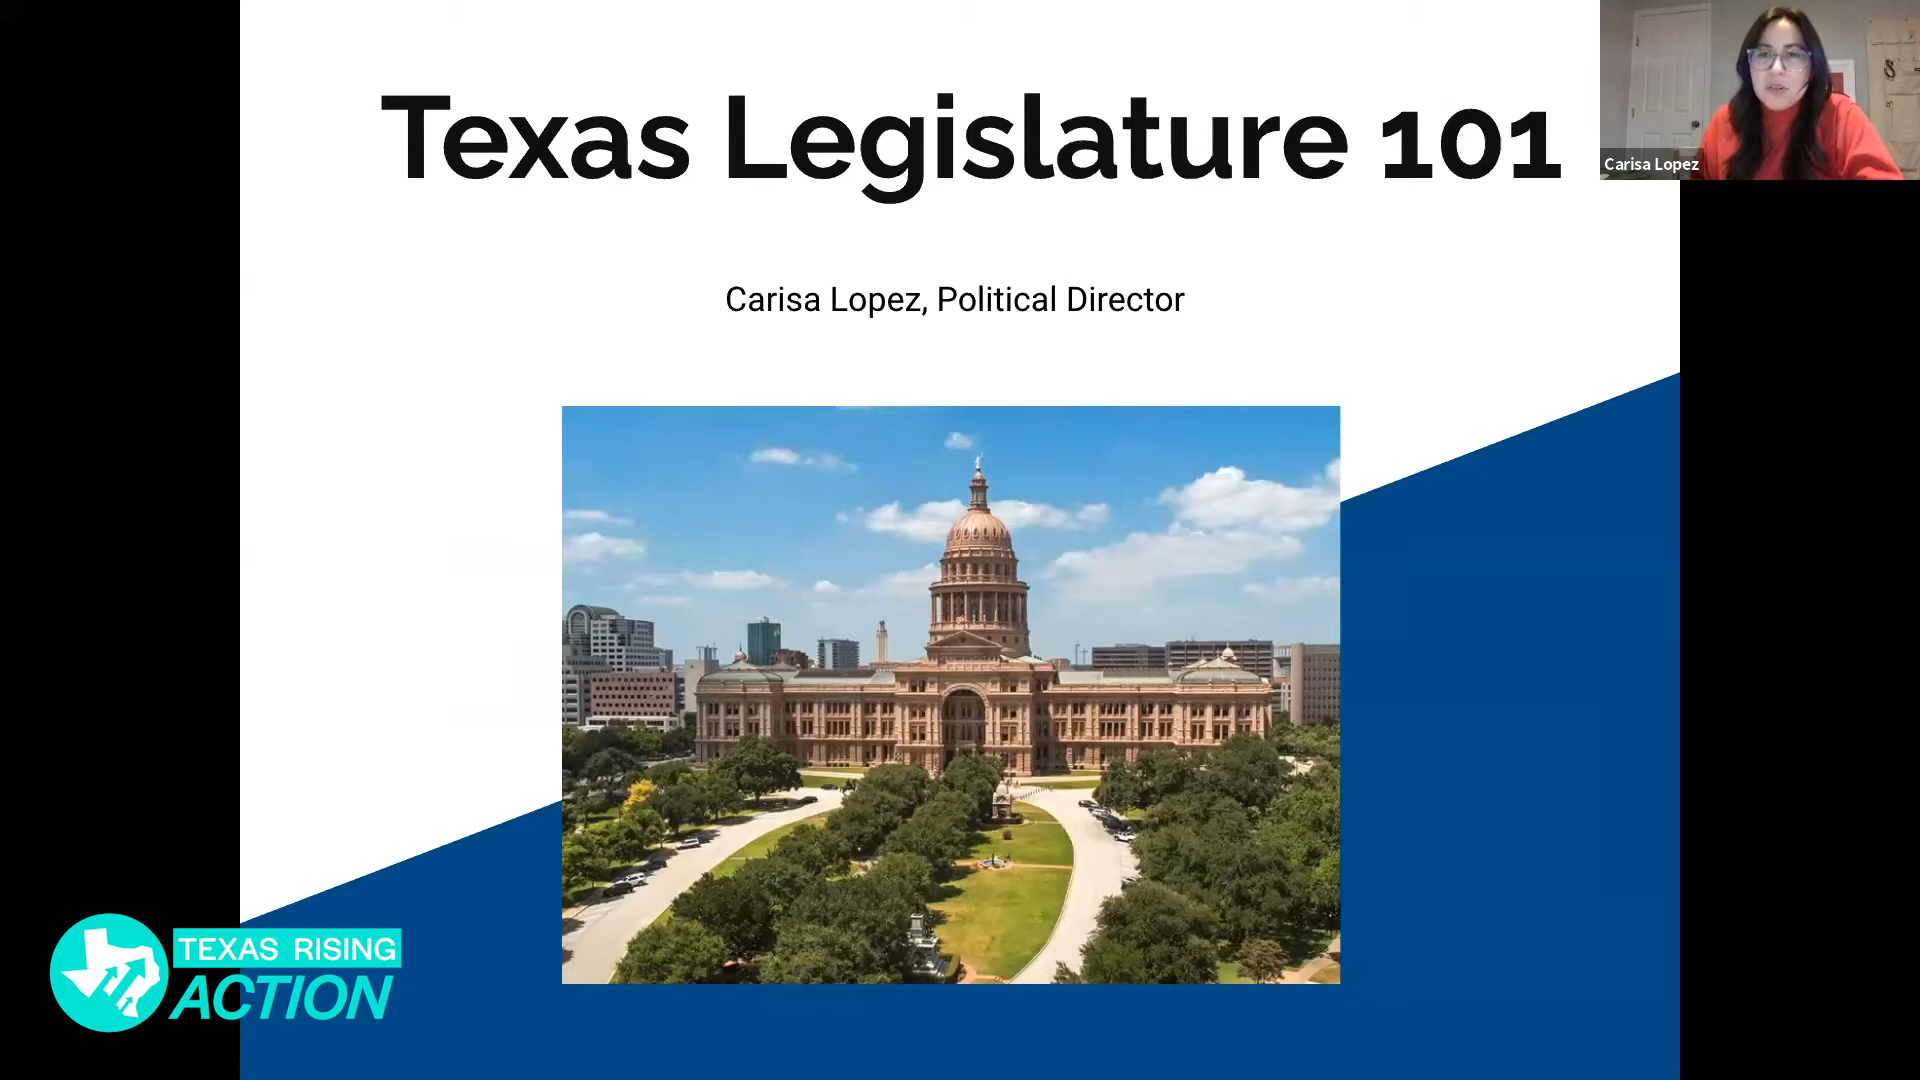 Texas Legislature 101
Carisa Lopez
Carisa Lopez, Political Director
TEXAS RISING
ACTION